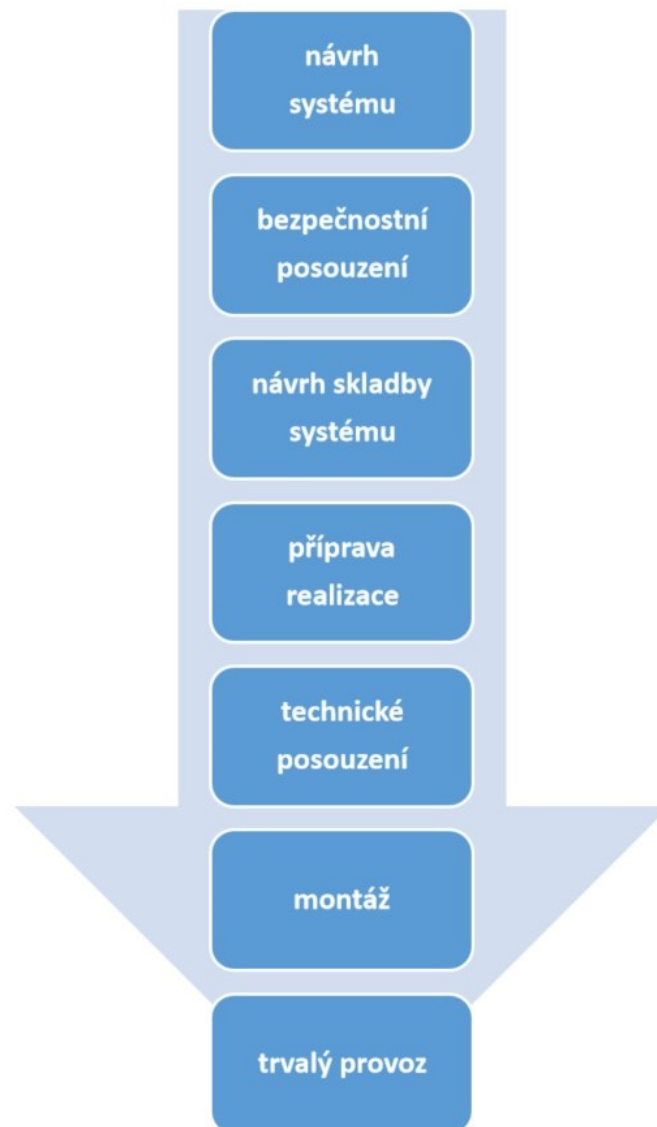 návrh
systému
bezpečnostní
posouzení
návrh skladby
systému
příprava
realizace
technické
posouzení
montáž
trvalý provoz